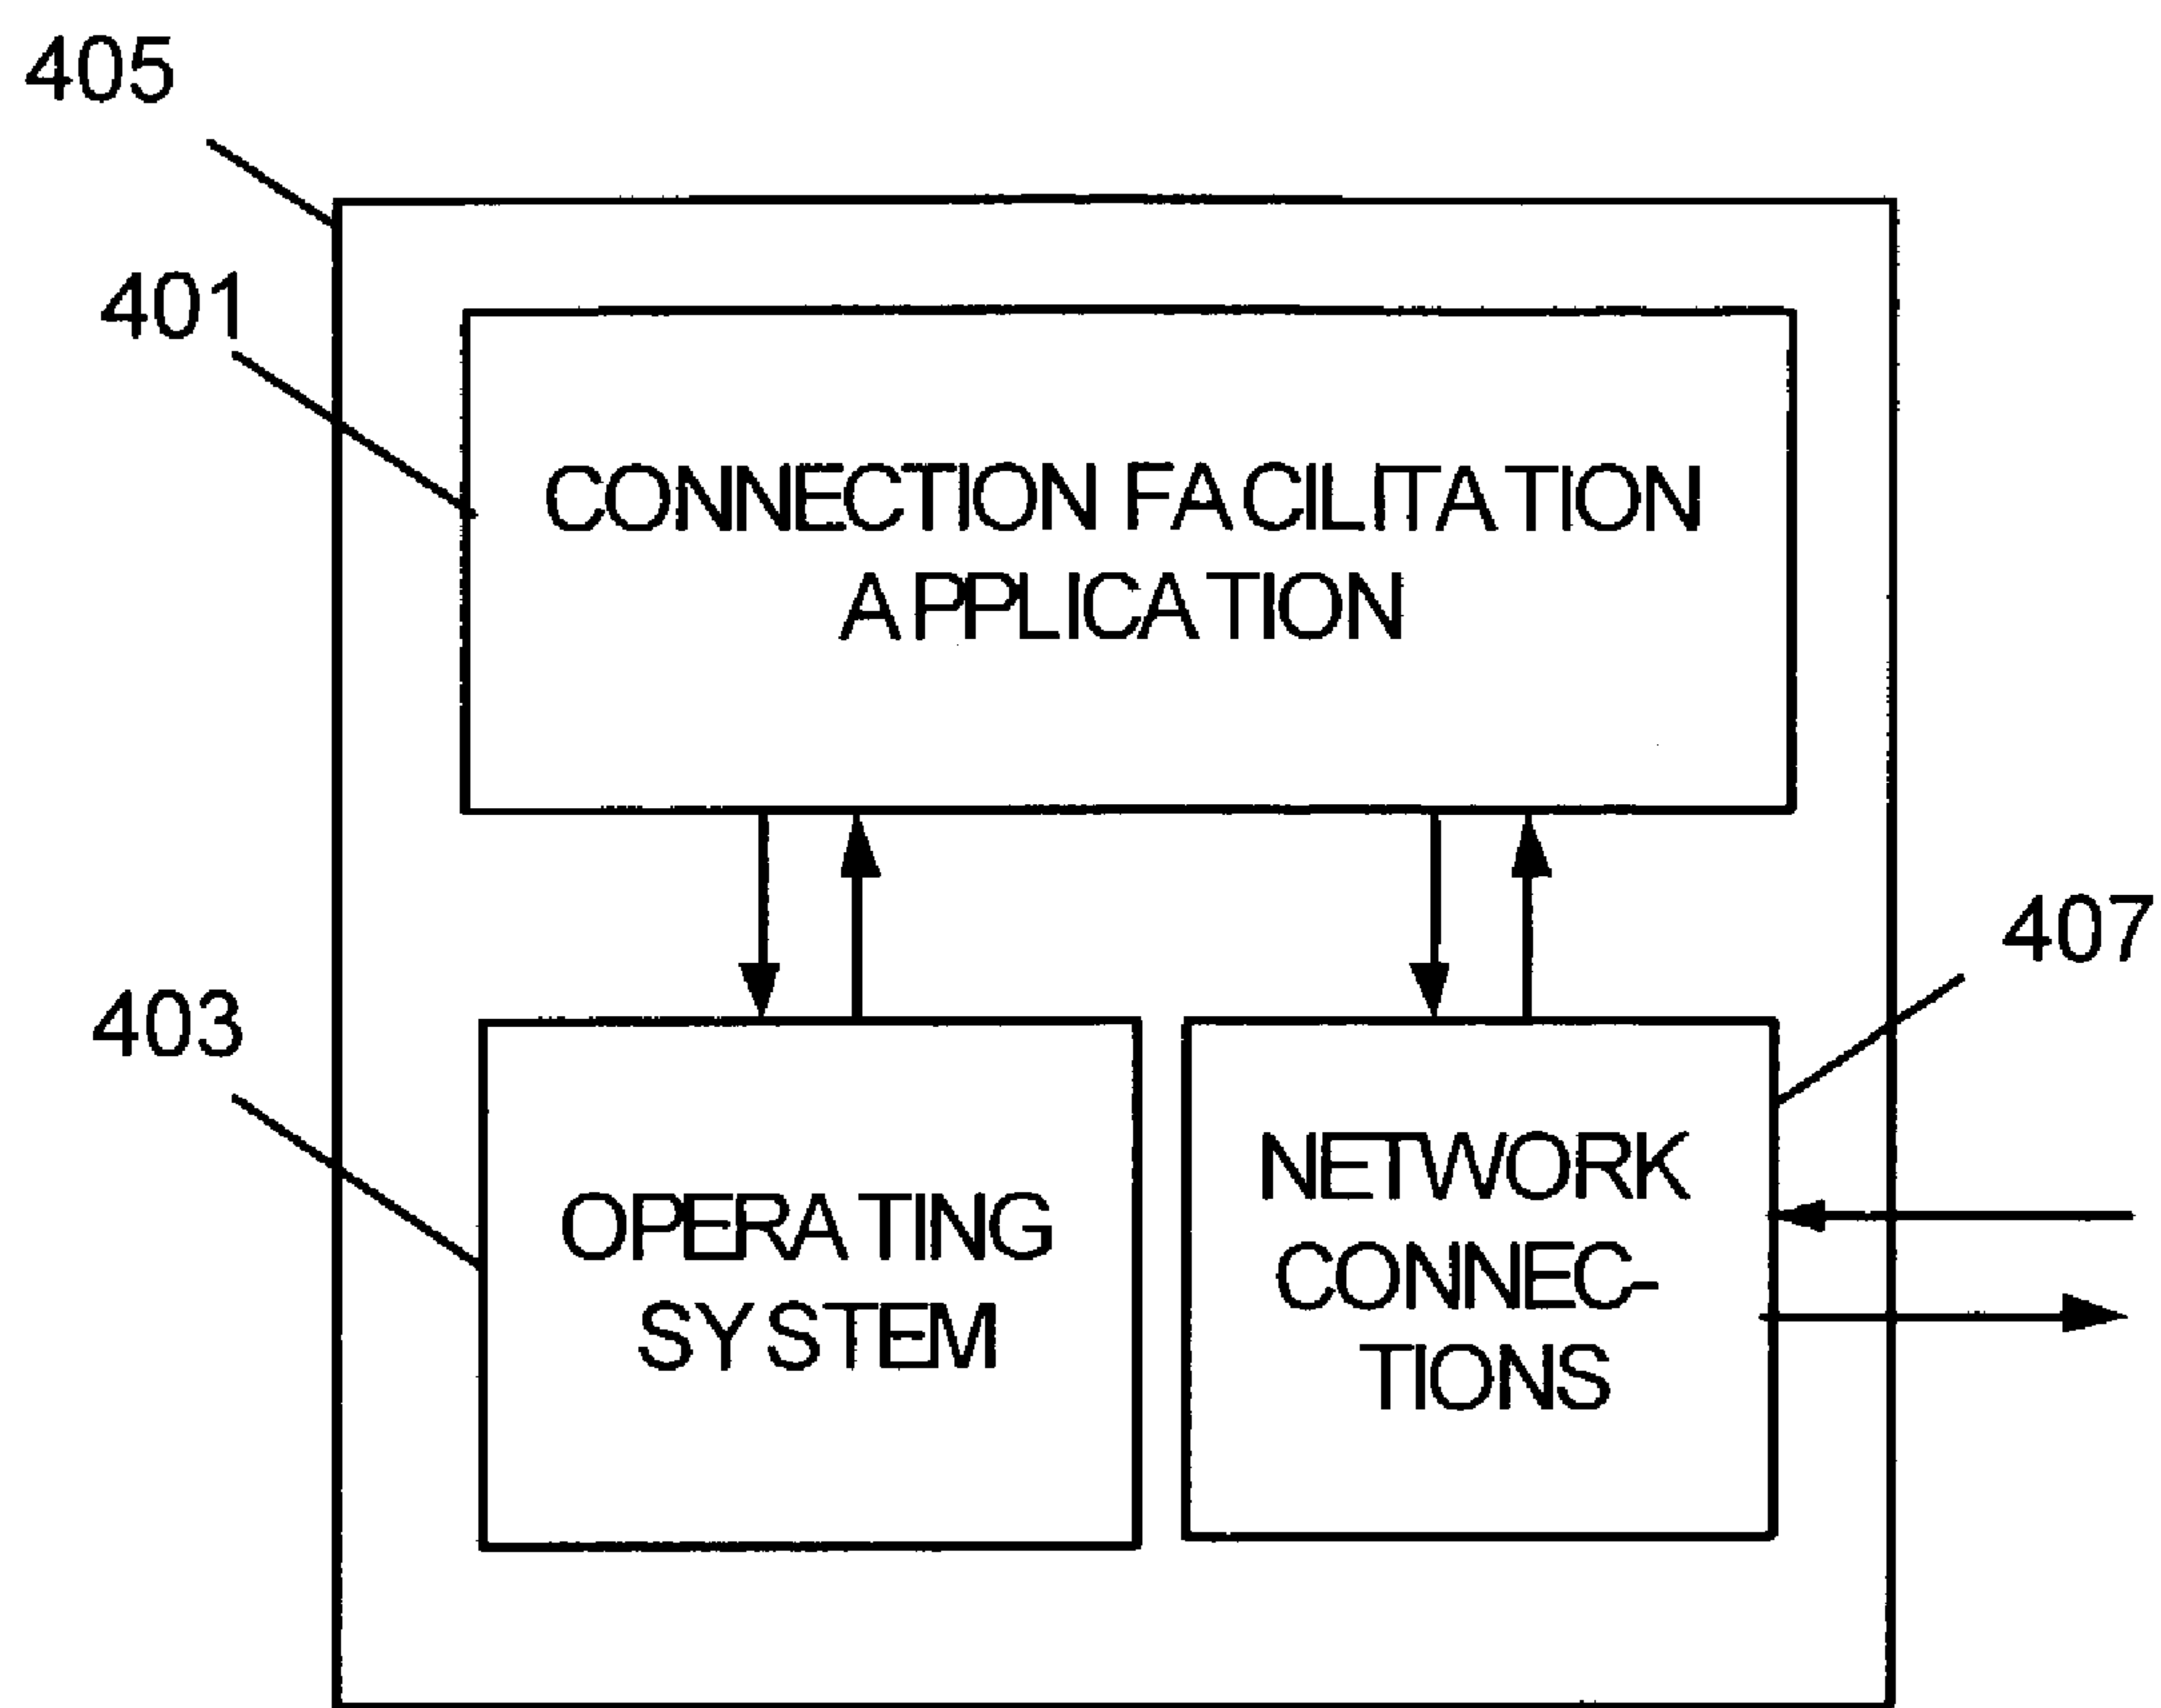 405
401
CONNECTION FACILITATION
APPLICATION
407
403
OPERATING
SYSTEM
NETWORK
CONNEC-
TIONS